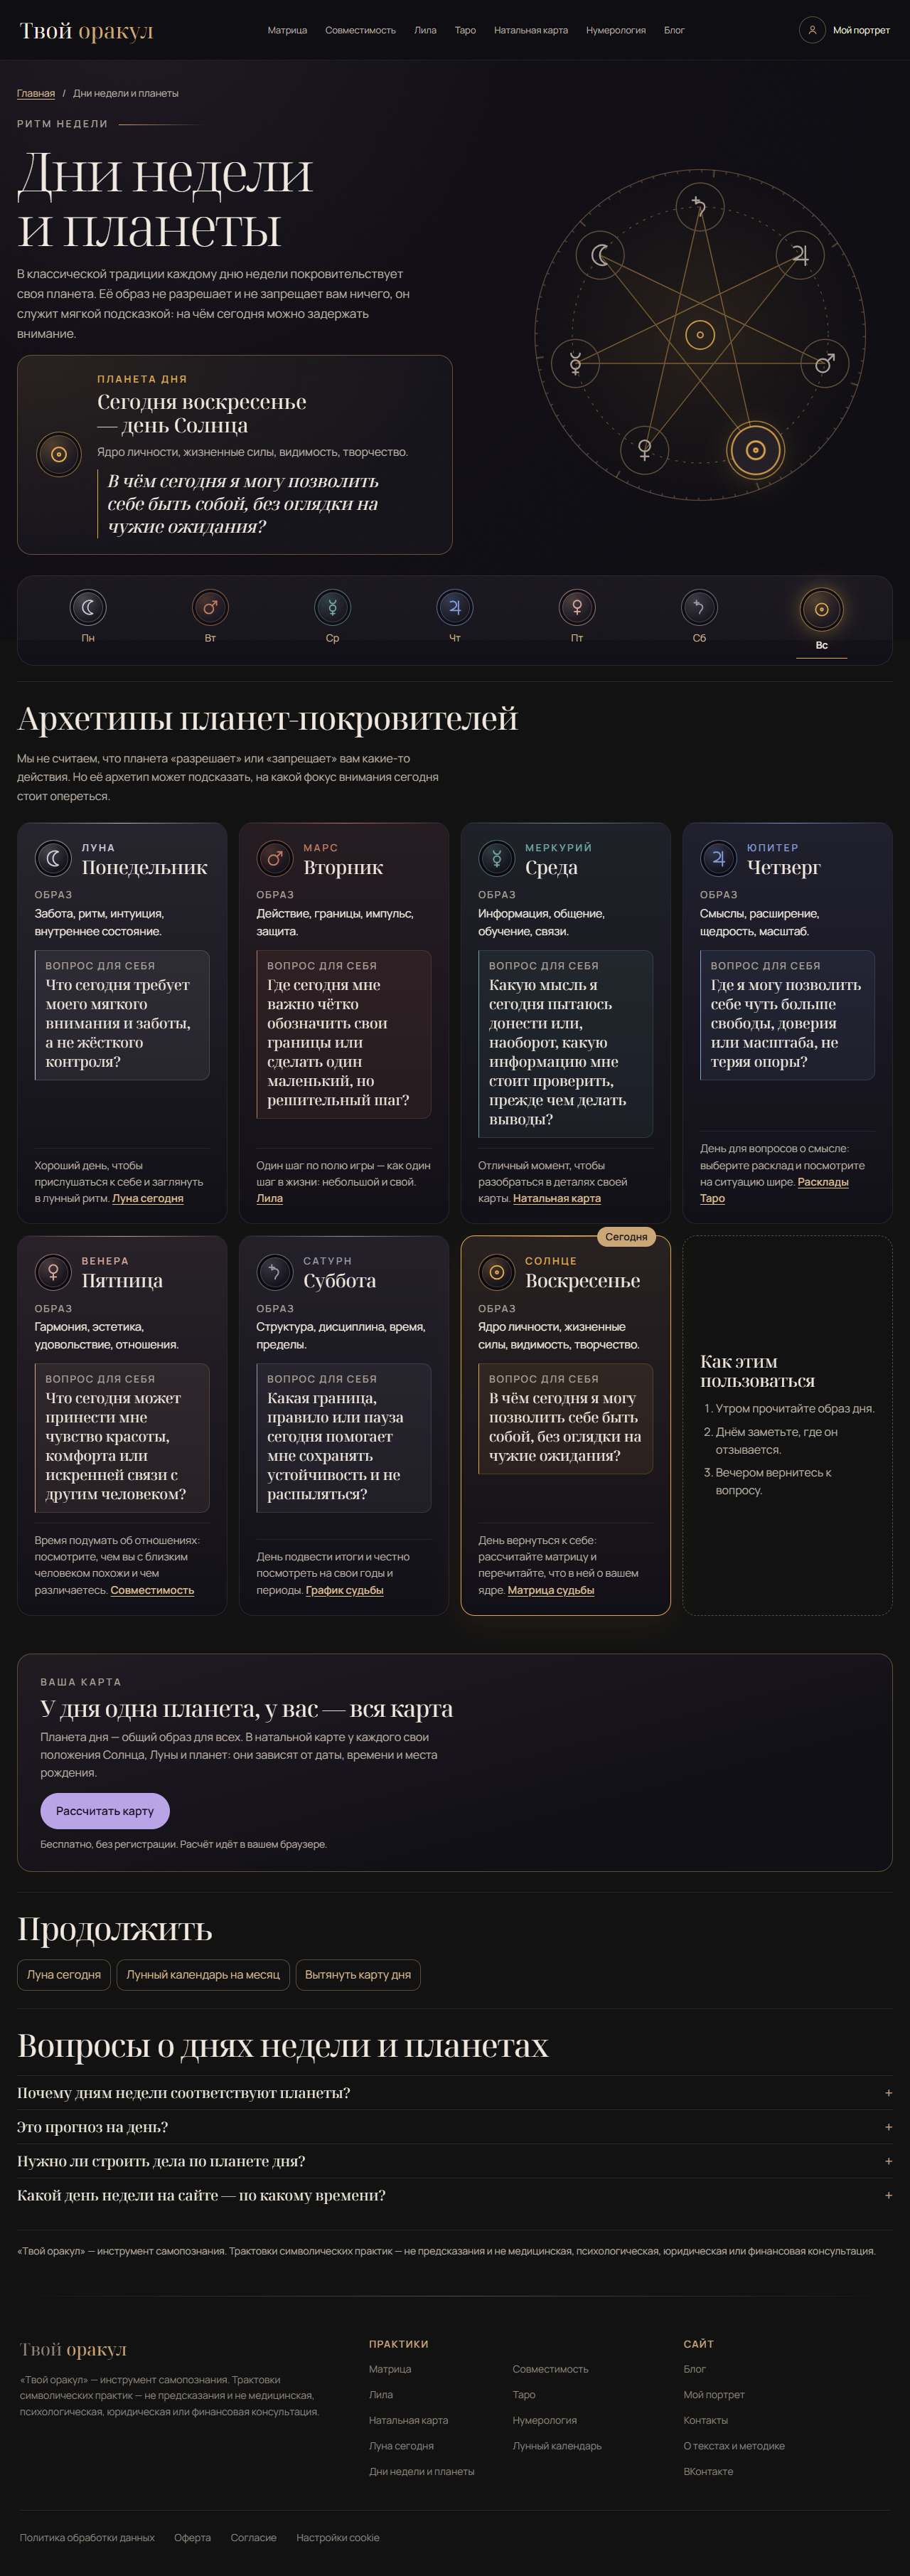 Твой оракул
Матрица Совместимость Лила Таро Натальная карта Нумерология Блог
Мой портрет
Главная / Дни недели и планеты
РИТМ НЕДЕЛИ
Дни недели
и планеты
В классической традиции каждому дню недели покровительствует
своя планета. Её образ не разрешает и не запрещает вам ничего, он
служит мягкой подсказкой: на чём сегодня можно задержать
внимание.
ПЛАНЕТА ДНЯ
Сегодня воскресенье
— день Солнца
Ядро личности, жизненные силы, видимость, творчество.
В чём сегодня я могу позволить
себе быть собой, без оглядки на
чужие ожидания?
Пн Вт Ср Чт Пт Сб Вс
Архетипы планет-покровителей
Мы не считаем, что планета «разрешает» или «запрещает» вам какие-то
действия. Но её архетип может подсказать, на какой фокус внимания сегодня
стоит опереться.
ЛУНА
Понедельник
ОБРАЗ
Забота, ритм, интуиция,
внутреннее состояние.
ВОПРОС ДЛЯ СЕБЯ
Что сегодня требует
моего мягкого
внимания и заботы,
а не жёсткого
контроля?
Хороший день, чтобы
прислушаться к себе и заглянуть
в лунный ритм. Луна сегодня
МАРС
Вторник
ОБРАЗ
Действие, границы, импульс,
защита.
ВОПРОС ДЛЯ СЕБЯ
Где сегодня мне
важно чётко
обозначить свои
границы или
сделать один
маленький, но
решительный шаг?
Один шаг по полю игры — как один
шаг в жизни: небольшой и свой.
Лила
МЕРКУРИЙ
Среда
ОБРАЗ
Информация, общение,
обучение, связи.
ВОПРОС ДЛЯ СЕБЯ
Какую мысль я
сегодня пытаюсь
донести или,
наоборот, какую
информацию мне
стоит проверить,
прежде чем делать
выводы?
Отличный момент, чтобы
разобраться в деталях своей
карты. Натальная карта
ЮПИТЕР
Четверг
ОБРАЗ
Смыслы, расширение,
щедрость, масштаб.
ВОПРОС ДЛЯ СЕБЯ
Где я могу позволить
себе чуть больше
свободы, доверия
или масштаба, не
теряя опоры?
День для вопросов о смысле:
выберите расклад и посмотрите
на ситуацию шире. Расклады
Таро
ВЕНЕРА
Пятница
ОБРАЗ
Гармония, эстетика,
удовольствие, отношения.
ВОПРОС ДЛЯ СЕБЯ
Что сегодня может
принести мне
чувство красоты,
комфорта или
искренней связи с
другим человеком?
Время подумать об отношениях:
посмотрите, чем вы с близким
человеком похожи и чем
различаетесь. Совместимость
САТУРН
Суббота
ОБРАЗ
Структура, дисциплина, время,
пределы.
ВОПРОС ДЛЯ СЕБЯ
Какая граница,
правило или пауза
сегодня помогает
мне сохранять
устойчивость и не
распыляться?
День подвести итоги и честно
посмотреть на свои годы и
периоды. График судьбы
Сегодня
СОЛНЦЕ
Воскресенье
ОБРАЗ
Ядро личности, жизненные
силы, видимость, творчество.
ВОПРОС ДЛЯ СЕБЯ
В чём сегодня я могу
позволить себе быть
собой, без оглядки на
чужие ожидания?
День вернуться к себе:
рассчитайте матрицу и
перечитайте, что в ней о вашем
ядре. Матрица судьбы
Как этим
пользоваться
1. Утром прочитайте образ дня.
2. Днём заметьте, где он
отзывается.
3. Вечером вернитесь к
вопросу.
ВАША КАРТА
У дня одна планета, у вас — вся карта
Планета дня — общий образ для всех. В натальной карте у каждого свои
положения Солнца, Луны и планет: они зависят от даты, времени и места
рождения.
Рассчитать карту
Бесплатно, без регистрации. Расчёт идёт в вашем браузере.
Продолжить
Луна сегодня Лунный календарь на месяц Вытянуть карту дня
Вопросы о днях недели и планетах
Почему дням недели соответствуют планеты? +
Это прогноз на день? +
Нужно ли строить дела по планете дня? +
Какой день недели на сайте — по какому времени? +
«Твой оракул» — инструмент самопознания. Трактовки символических практик — не предсказания и не медицинская, психологическая, юридическая или финансовая консультация.
Твой оракул
«Твой оракул» — инструмент самопознания. Трактовки
символических практик — не предсказания и не медицинская,
психологическая, юридическая или финансовая консультация.
ПРАКТИКИ
Матрица Совместимость
Лила Таро
Натальная карта Нумерология
Луна сегодня Лунный календарь
Дни недели и планеты
САЙТ
Блог
Мой портрет
Контакты
О текстах и методике
ВКонтакте
Политика обработки данных Оферта Согласие Настройки cookie